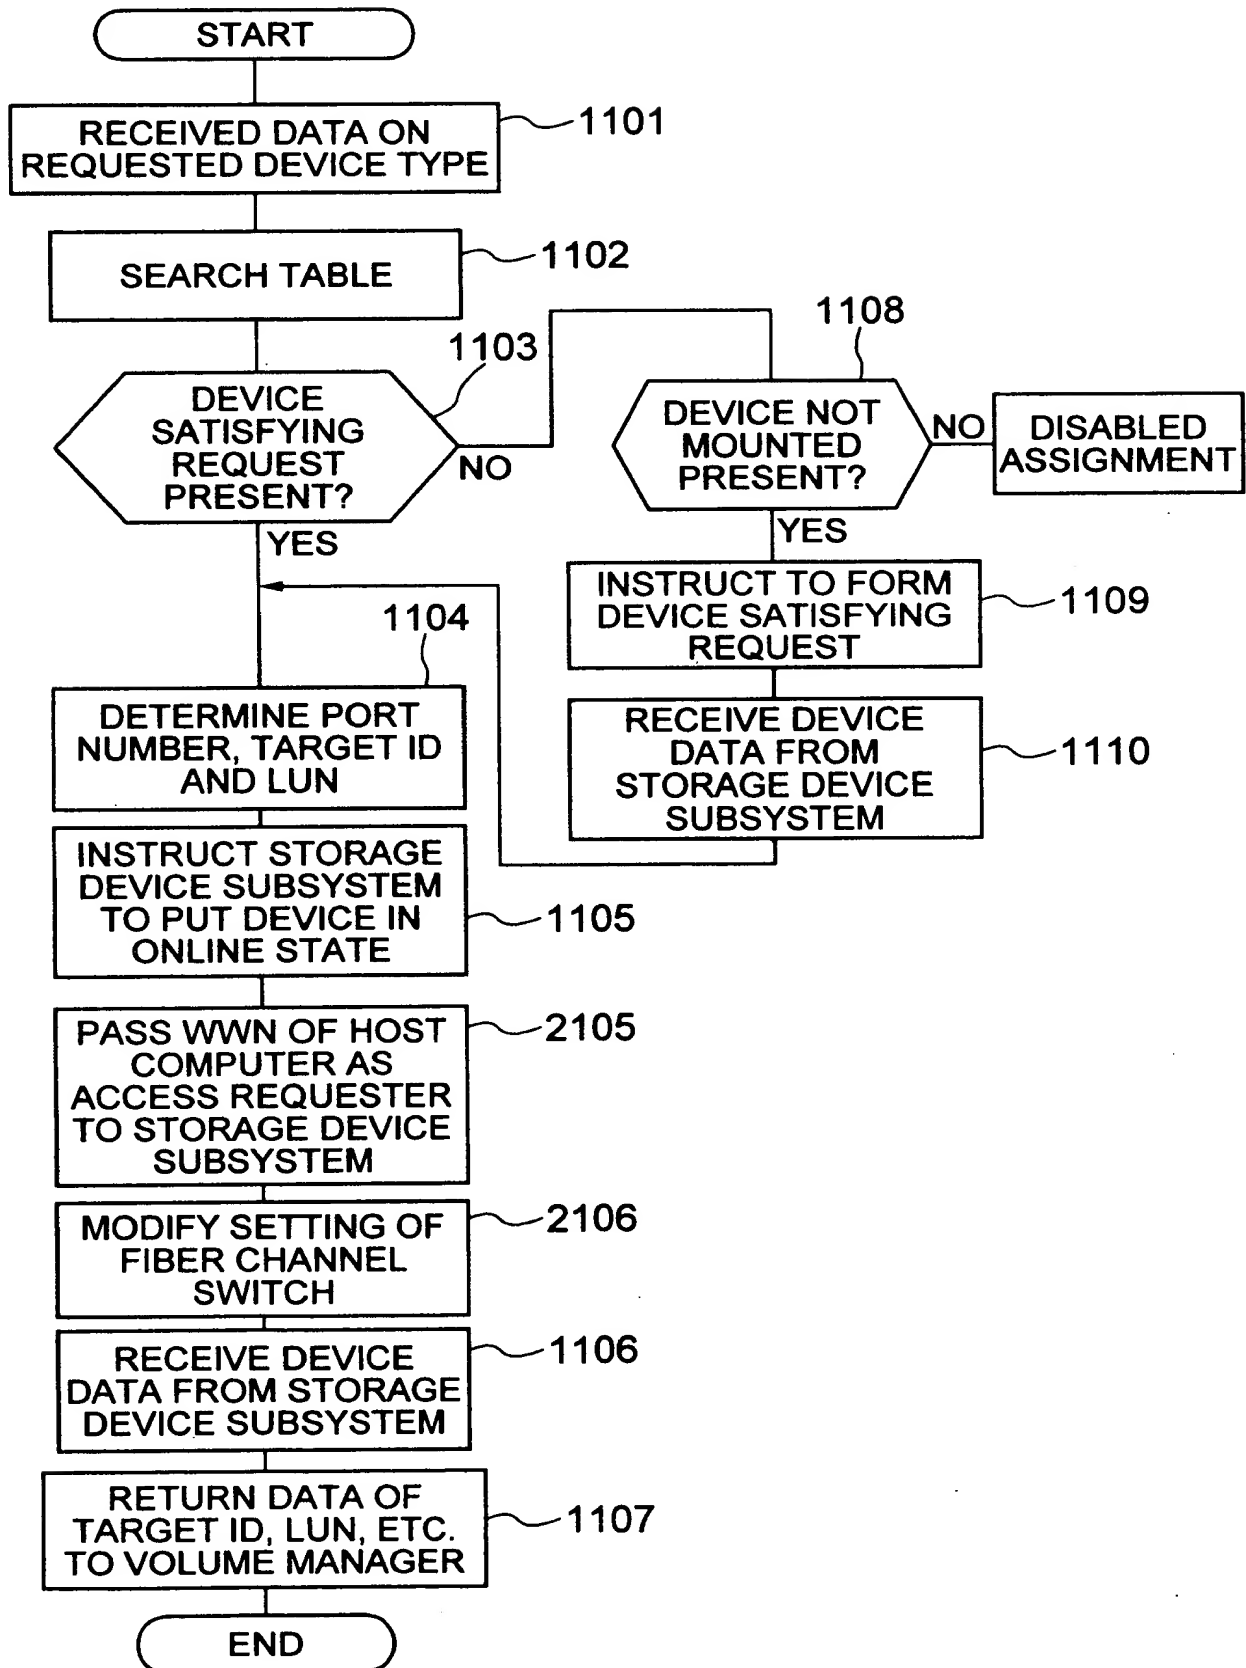 START
RECEIVED DATA ON
REQUESTED DEVICE TYPE
1101
SEARCH TABLE
1102
DEVICE
SATISFYING
REQUEST
PRESENT?
1103
NO
YES
DEVICE NOT
MOUNTED
PRESENT?
1108
NO
DISABLED
ASSIGNMENT
YES
INSTRUCT TO FORM
DEVICE SATISFYING
REQUEST
1109
RECEIVE DEVICE
DATA FROM
STORAGE DEVICE
SUBSYSTEM
1110
1104
DETERMINE PORT
NUMBER, TARGET ID
AND LUN
INSTRUCT STORAGE
DEVICE SUBSYSTEM
TO PUT DEVICE IN
ONLINE STATE
1105
PASS WWN OF HOST
COMPUTER AS
ACCESS REQUESTER
TO STORAGE DEVICE
SUBSYSTEM
2105
MODIFY SETTING OF
FIBER CHANNEL
SWITCH
2106
RECEIVE DEVICE
DATA FROM STORAGE
DEVICE SUBSYSTEM
1106
RETURN DATA OF
TARGET ID, LUN, ETC.
TO VOLUME MANAGER
1107
END